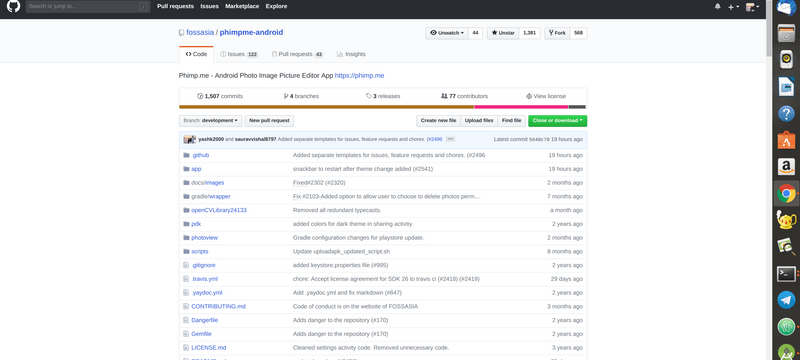 Search or jump to... / Pull requests Issues Marketplace Explore
fossasia / phimpme-android Unwatch 44 Unstar 1,381 Fork 568
Code Issues 122 Pull requests 43 Insights
Phimp.me - Android Photo Image Picture Editor App https://phimp.me
1,507 commits 4 branches 3 releases 77 contributors View license
Branch: development New pull request Create new file Upload files Find file Clone or download
yashk2000 and sauravvishal8797 Added separate templates for issues, feature requests and chores. (#2496 Latest commit 19 hours ago
.github Added separate templates for issues, feature requests and chores. (#2496 19 hours ago
app snackbar to restart after theme change added (#2541) 19 hours ago
docs/images Fixed#2302 (#2320) 2 months ago
gradle/wrapper Fix #2103-Added option to allow user to choose to delete photos perm... 7 months ago
openCVLibrary24133 Removed all redundant typecasts. a month ago
pdk added colors for dark theme in sharing activity 2 years ago
photoview Gradle configuration changes for playstore update. 2 months ago
scripts Update uploadapk_updated_script.sh 8 months ago
.gitignore added keystore.properties file (#995) 2 years ago
.travis.yml chore: Accept license agreement for SDK 26 to travis ci (#2418) (#2419) 29 days ago
.yaydoc.yml Add .yaydoc.yml and fix markdown (#847) 2 years ago
CONTRIBUTING.md Code of conduct is on the website of FOSSASIA 3 months ago
Dangerfile Adds danger to the repository (#170) 2 years ago
Gemfile Adds danger to the repository (#170) 2 years ago
LICENSE.md Cleaned settings activity code. Removed unnecessary code. 3 years ago